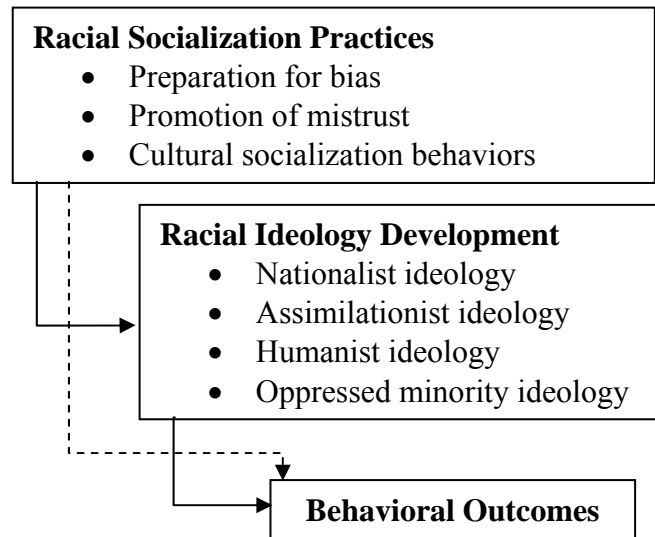 Racial Socialization Practices
• Preparation for bias
• Promotion of mistrust
• Cultural socialization behaviors
Racial Ideology Development
• Nationalist ideology
• Assimilationist ideology
• Humanist ideology
• Oppressed minority ideology
Behavioral Outcomes